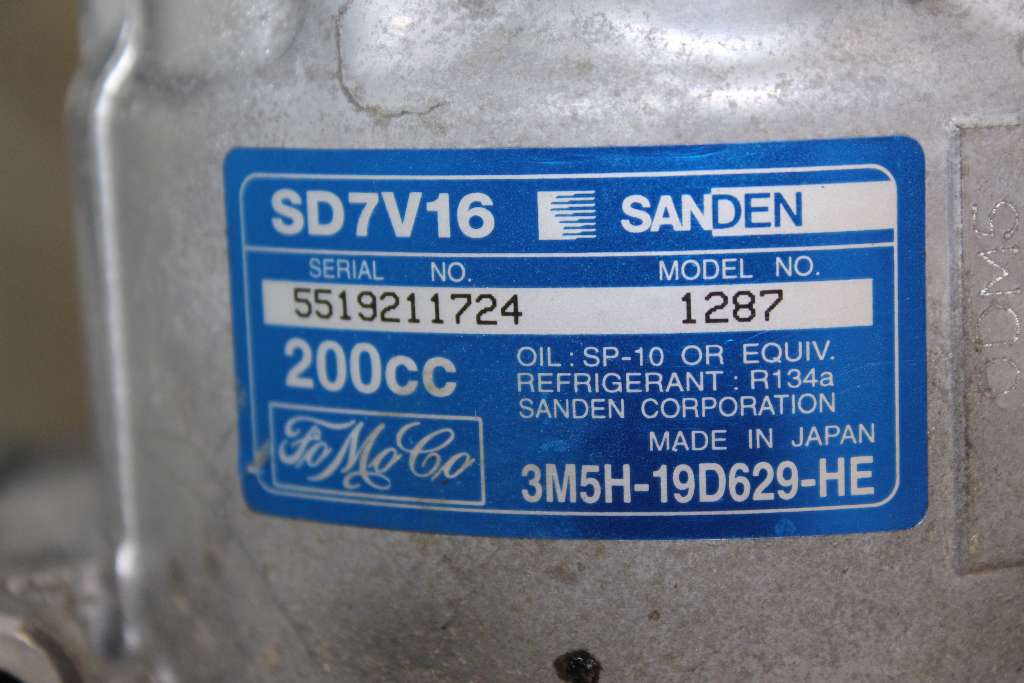 SD7V16 SANDEN
SERIAL NO. MODEL NO.
5519211724 1287
200cc
OIL : SP-10 OR EQUIV.
REFRIGERANT : R134a
SANDEN CORPORATION
MADE IN JAPAN
FoMoCo
3M5H-19D629-HE